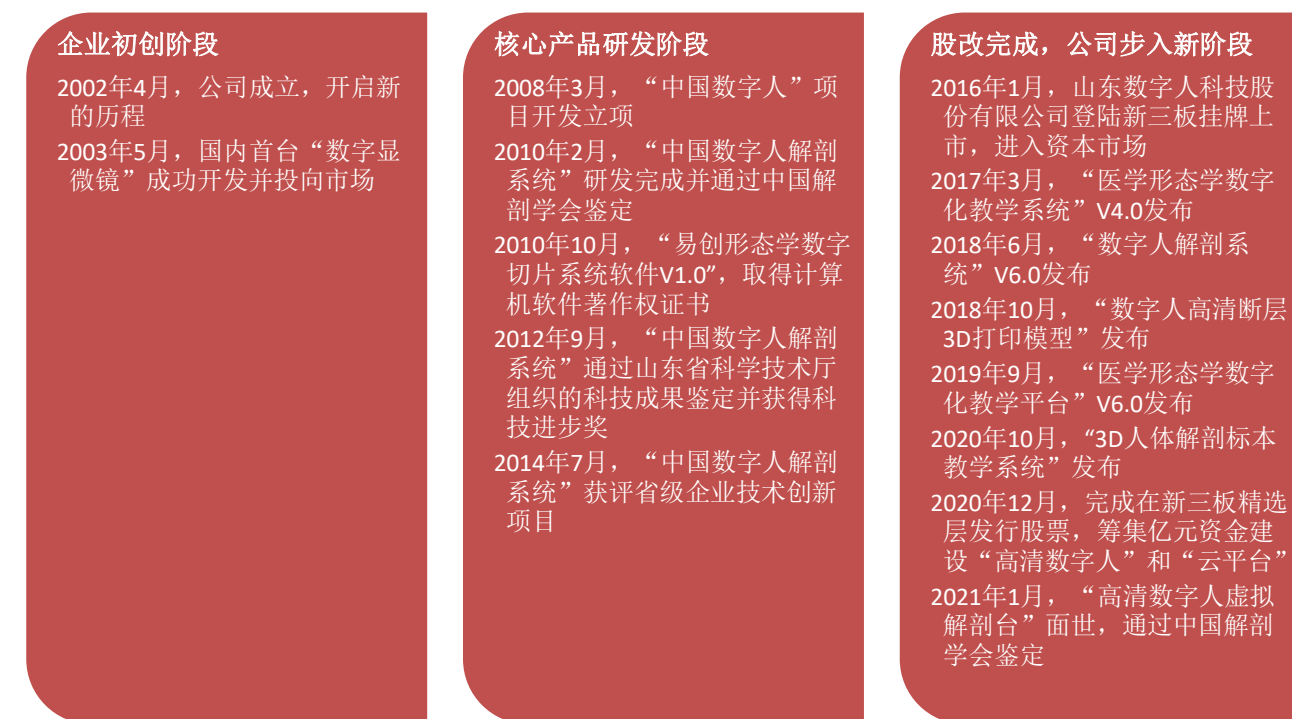 企业初创阶段
2002年4月，公司成立，开启新
的历程
2003年5月，国内首台“数字显
微镜”成功开发并投向市场
核心产品研发阶段
2008年3月，“中国数字人”项
目开发立项
2010年2月，“中国数字人解剖
系统”研发完成并通过中国解
剖学会鉴定
2010年10月，“易创形态学数字
切片系统软件V1.0”，取得计算
机软件著作权证书
2012年9月，“中国数字人解剖
系统”通过山东省科学技术厅
组织的科技成果鉴定并获得科
技进步奖
2014年7月，“中国数字人解剖
系统”获评省级企业技术创新
项目
股改完成，公司步入新阶段
2016年1月，山东数字人科技股
份有限公司登陆新三板挂牌上
市，进入资本市场
2017年3月，“医学形态学数字
化教学系统”V4.0发布
2018年6月，“数字人解剖系
统”V6.0发布
2018年10月，“数字人高清断层
3D打印模型”发布
2019年9月，“医学形态学数字
化教学平台”V6.0发布
2020年10月，“3D人体解剖标本
教学系统”发布
2020年12月，完成在新三板精选
层发行股票，筹集亿元资金建
设“高清数字人”和“云平台”
2021年1月，“高清数字人虚拟
解剖台”面世，通过中国解剖
学会鉴定